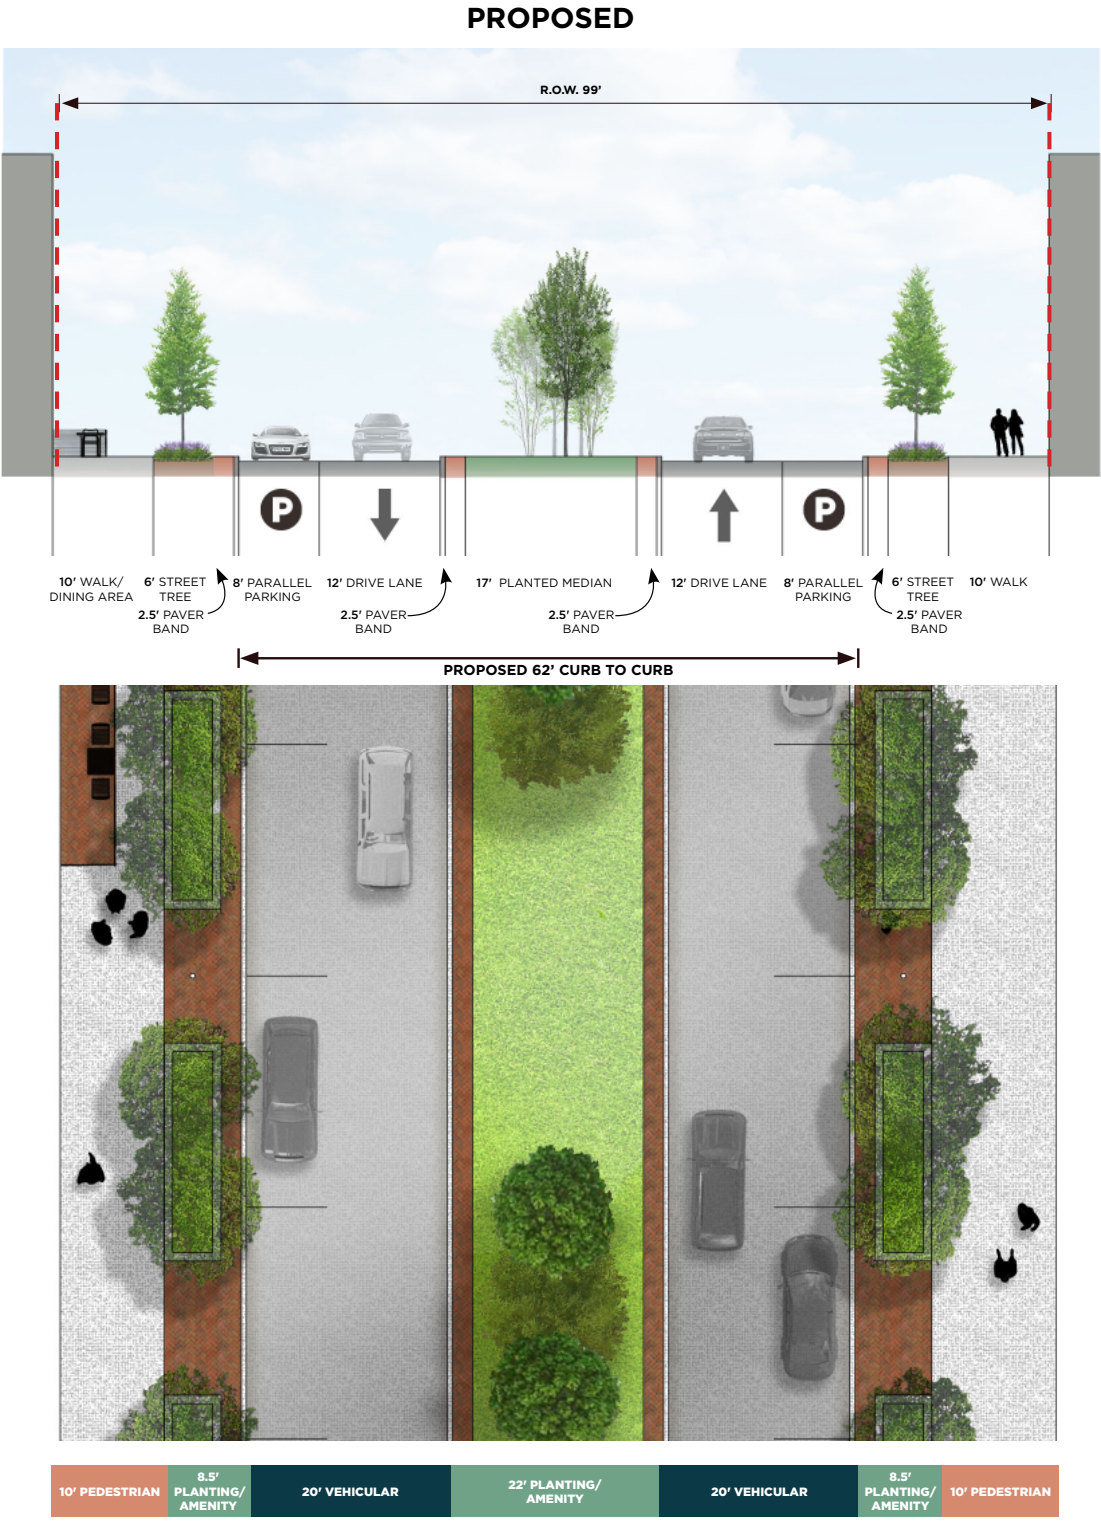 PROPOSED
R.O.W. 99'
P
P
10' WALK/
DINING AREA
6' STREET
TREE
2.5' PAVER
BAND
8' PARALLEL
PARKING
12' DRIVE LANE
2.5' PAVER
BAND
17' PLANTED MEDIAN
2.5' PAVER
BAND
12' DRIVE LANE
8' PARALLEL
PARKING
6' STREET
TREE
2.5' PAVER
BAND
10' WALK
PROPOSED 62' CURB TO CURB
10' PEDESTRIAN
8.5'
PLANTING/
AMENITY
20' VEHICULAR
22' PLANTING/
AMENITY
20' VEHICULAR
8.5'
PLANTING/
AMENITY
10' PEDESTRIAN